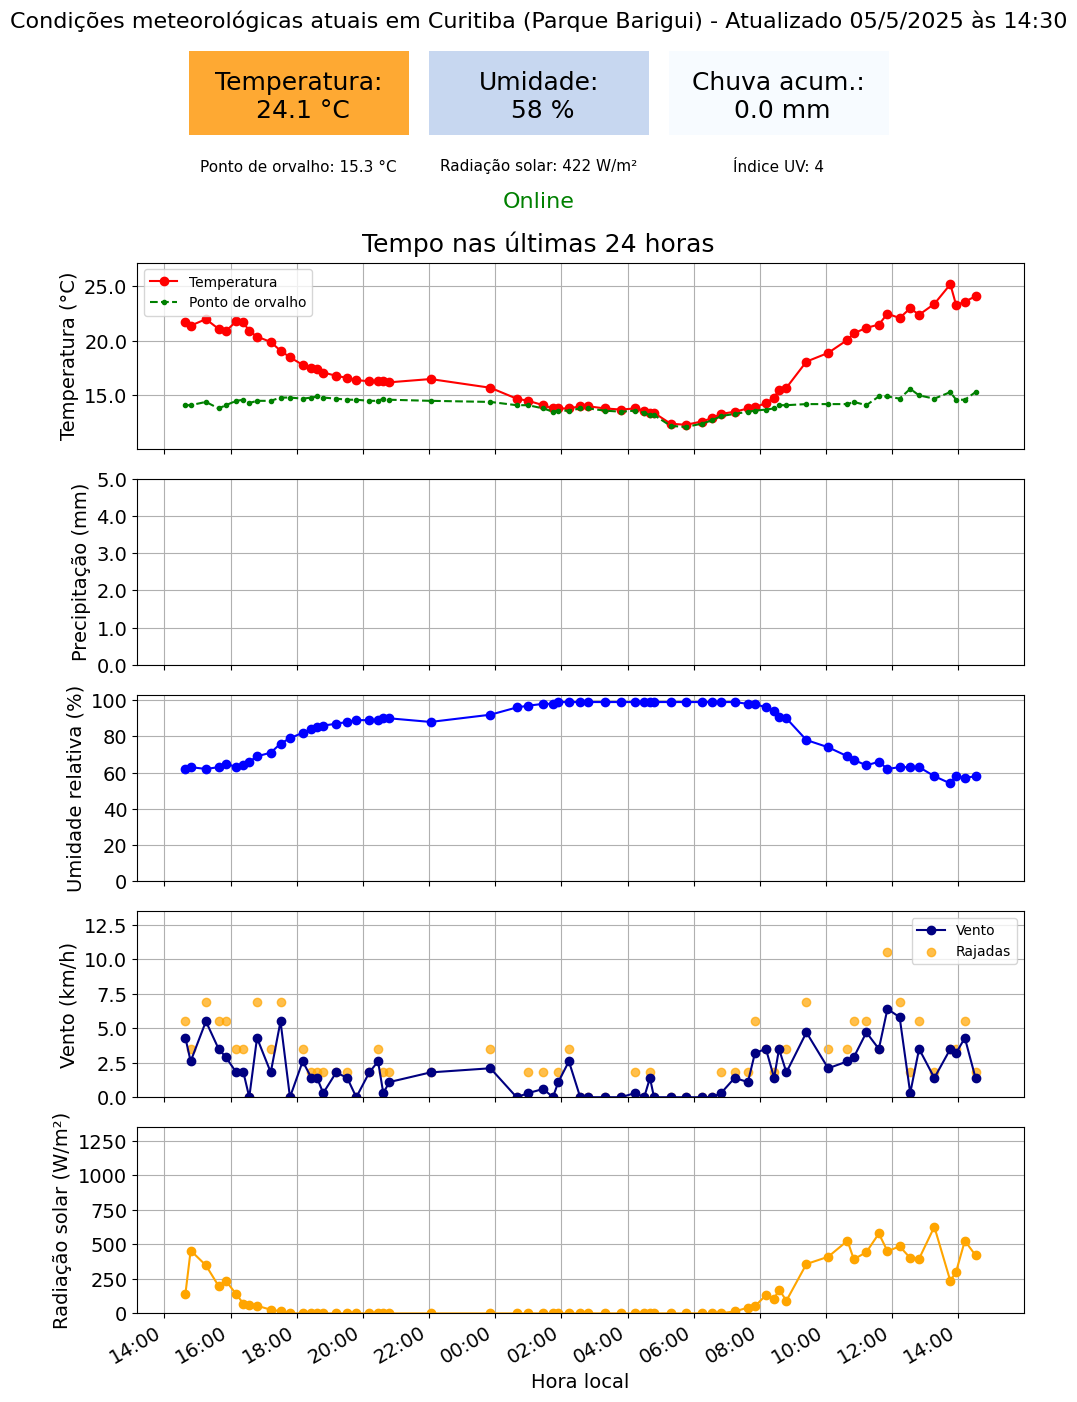 Condições meteorológicas atuais em Curitiba (Parque Barigui) - Atualizado 05/5/2025 às 14:30
Temperatura:
24.1 °C
Umidade:
58 %
Chuva acum.:
0.0 mm
Ponto de orvalho: 15.3 °C
Radiação solar: 422 W/m²
Índice UV: 4
Online
Tempo nas últimas 24 horas
Temperatura (°C)
25.0
20.0
15.0
Temperatura
Ponto de orvalho
Precipitação (mm)
5.0
4.0
3.0
2.0
1.0
0.0
Umidade relativa (%)
100
80
60
40
20
0
Vento (km/h)
12.5
10.0
7.5
5.0
2.5
0.0
Vento
Rajadas
Radiação solar (W/m²)
1250
1000
750
500
250
0
14:00 16:00 18:00 20:00 22:00 00:00 02:00 04:00 06:00 08:00 10:00 12:00 14:00
Hora local